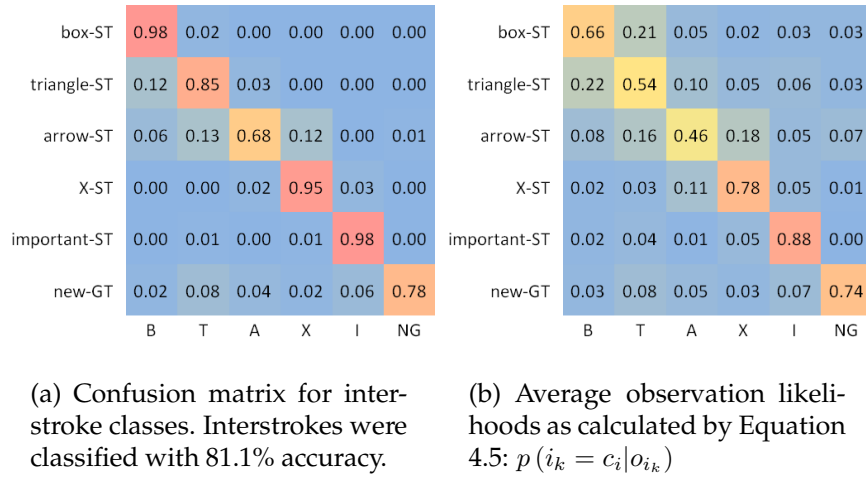 box-ST 0.98 0.02 0.00 0.00 0.00 0.00
triangle-ST 0.12 0.85 0.03 0.00 0.00 0.00
arrow-ST 0.06 0.13 0.68 0.12 0.00 0.01
X-ST 0.00 0.00 0.02 0.95 0.03 0.00
important-ST 0.00 0.01 0.00 0.01 0.98 0.00
new-GT 0.02 0.08 0.04 0.02 0.06 0.78
B T A X I NG
(a) Confusion matrix for inter-
stroke classes. Interstrokes were
classified with 81.1% accuracy.
box-ST 0.66 0.21 0.05 0.02 0.03 0.03
triangle-ST 0.22 0.54 0.10 0.05 0.06 0.03
arrow-ST 0.08 0.16 0.46 0.18 0.05 0.07
X-ST 0.02 0.03 0.11 0.78 0.05 0.01
important-ST 0.02 0.04 0.01 0.05 0.88 0.00
new-GT 0.03 0.08 0.05 0.03 0.07 0.74
B T A X I NG
(b) Average observation likeli-
hoods as calculated by Equation
4.5: p (i_k = c_i|o_{i_k})